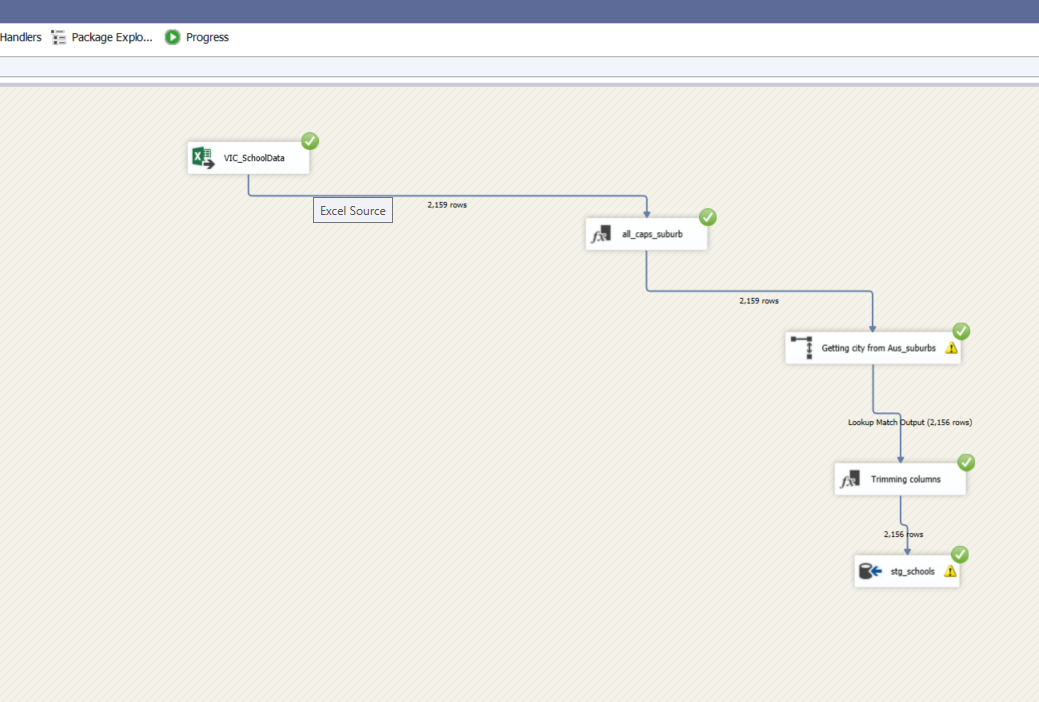 Handlers
Package Explo...
Progress
VIC_SchoolData
Excel Source
2,159 rows
all_caps_suburb
2,159 rows
Getting city from Aus_suburbs
Lookup Match Output (2,156 rows)
Trimming columns
2,156 rows
stg_schools